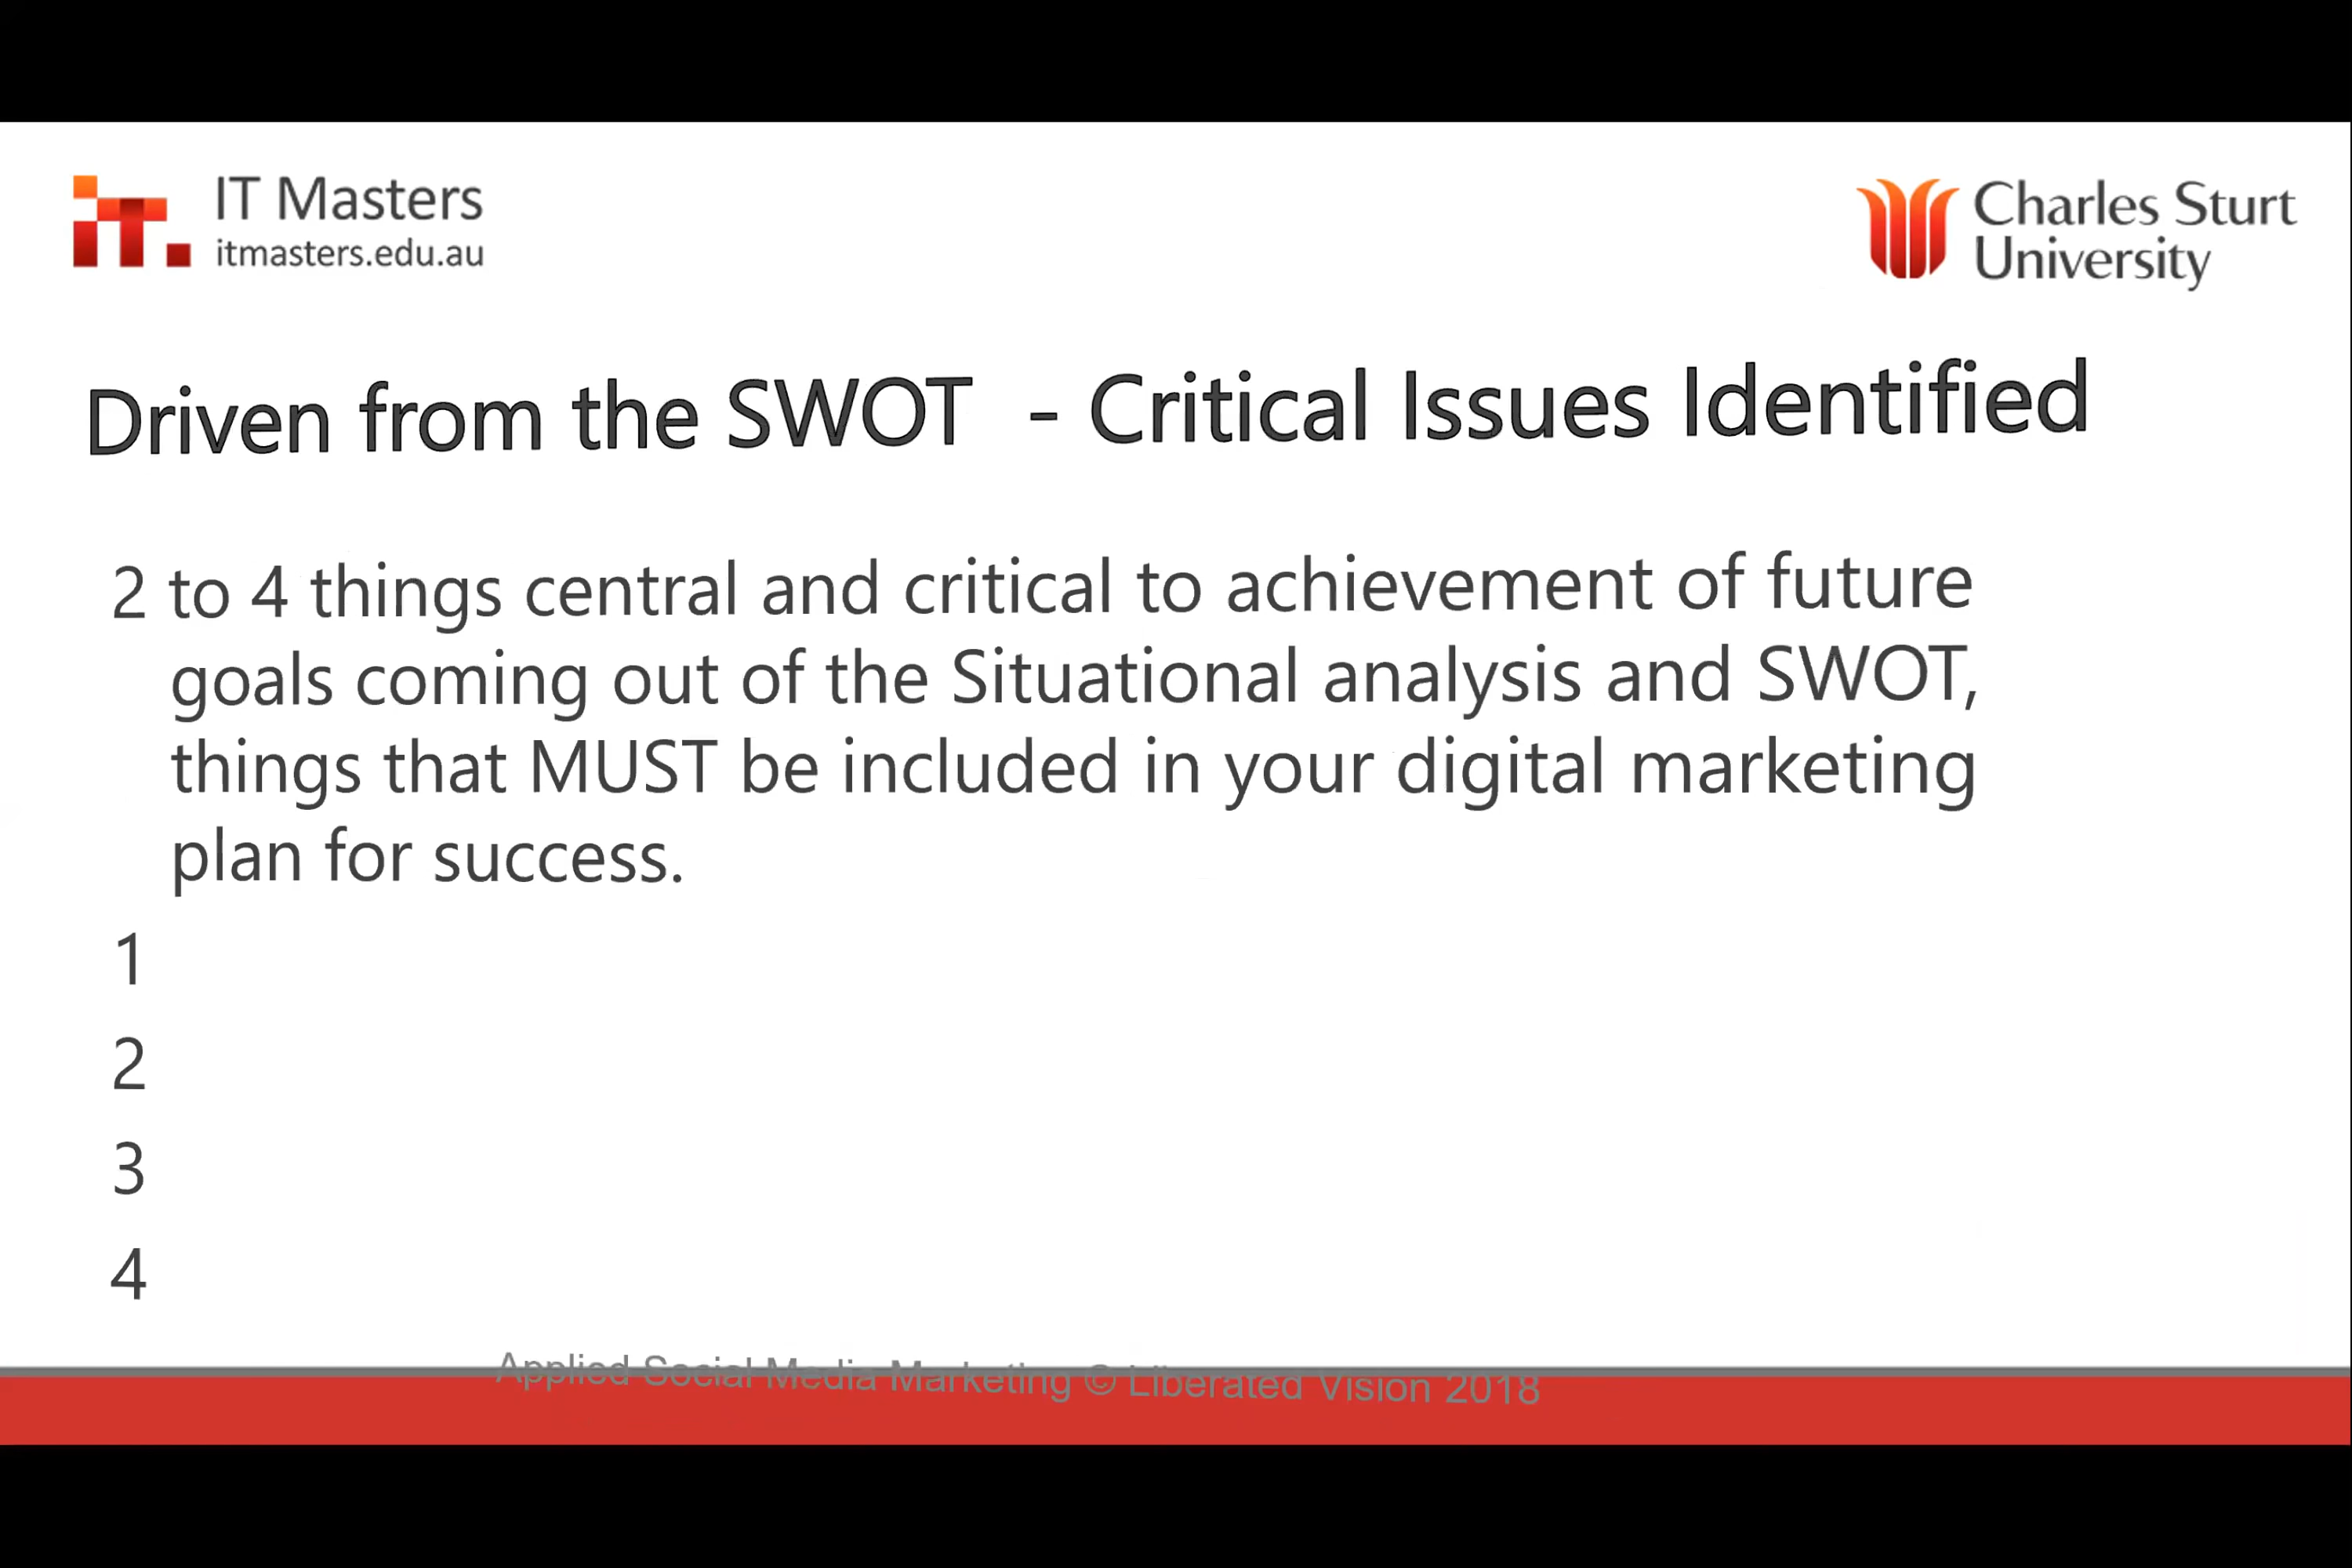 IT Masters
itmasters.edu.au
Charles Sturt
University
Driven from the SWOT - Critical Issues Identified
2 to 4 things central and critical to achievement of future
goals coming out of the Situational analysis and SWOT,
things that MUST be included in your digital marketing
plan for success.
1
2
3
4
Applied Social Media Marketing © Liberated Vision 2018